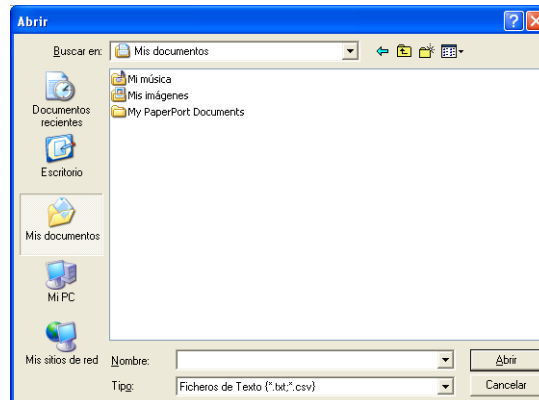 Abrir
Buscar en:
Mis documentos
Mi música
Mis imágenes
My PaperPort Documents
Documentos
recientes
Escritorio
Mis documentos
Mi PC
Mis sitios de red
Nombre:
Abrir
Tipo:
Ficheros de Texto {*.txt;*.csv}
Cancelar